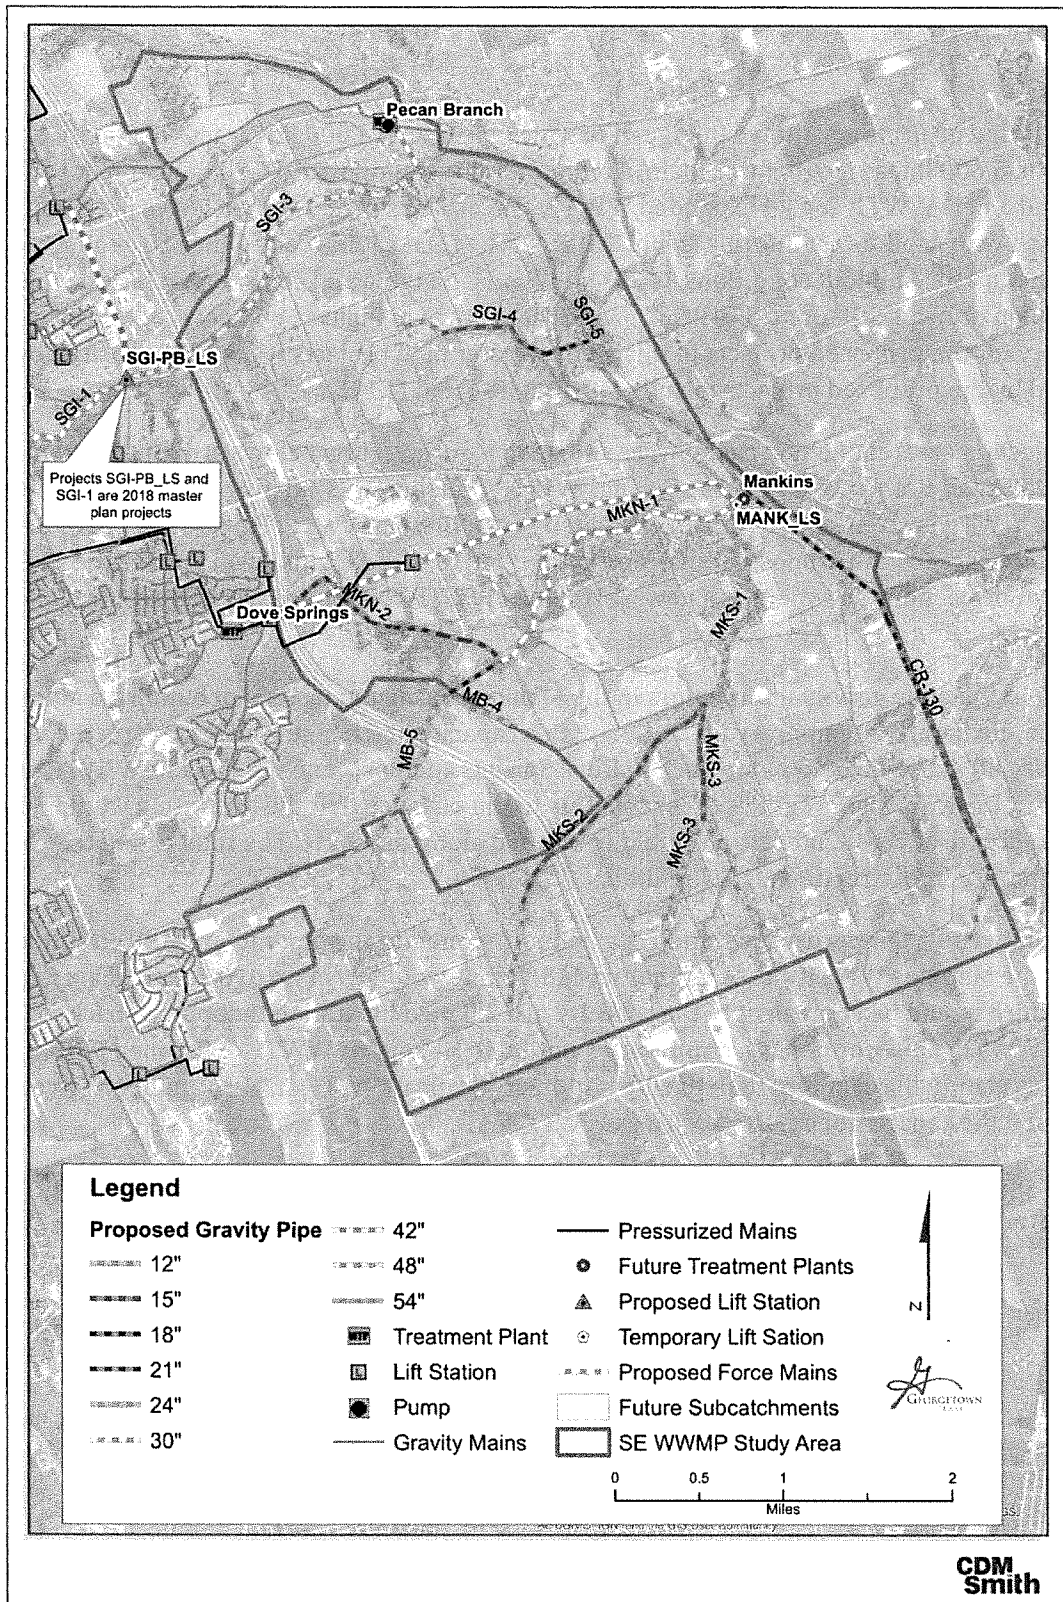 Pecan Branch
SGI-3
SGI-4
SGI-5
SGI-PB_LS
SGI-1
Projects SGI-PB_LS and
SGI-1 are 2018 master
plan projects
Mankins
MKN-1
MANK_LS
Dove Springs
MKN-2
MKS-1
MB-4
CR-130
MB-5
MKS-3
MKS-2
MKS-3
L
L
L
L
L
L
L
L
L
Legend
Proposed Gravity Pipe
12"
15"
18"
21"
24"
30"
42"
48"
54"
Treatment Plant
L Lift Station
Pump
Gravity Mains
Pressurized Mains
Future Treatment Plants
Proposed Lift Station
Temporary Lift Sation
Proposed Force Mains
Future Subcatchments
SE WWMP Study Area
N
GEORGETOWN
TEXAS
0 0.5 1 2
Miles
CDM
Smith